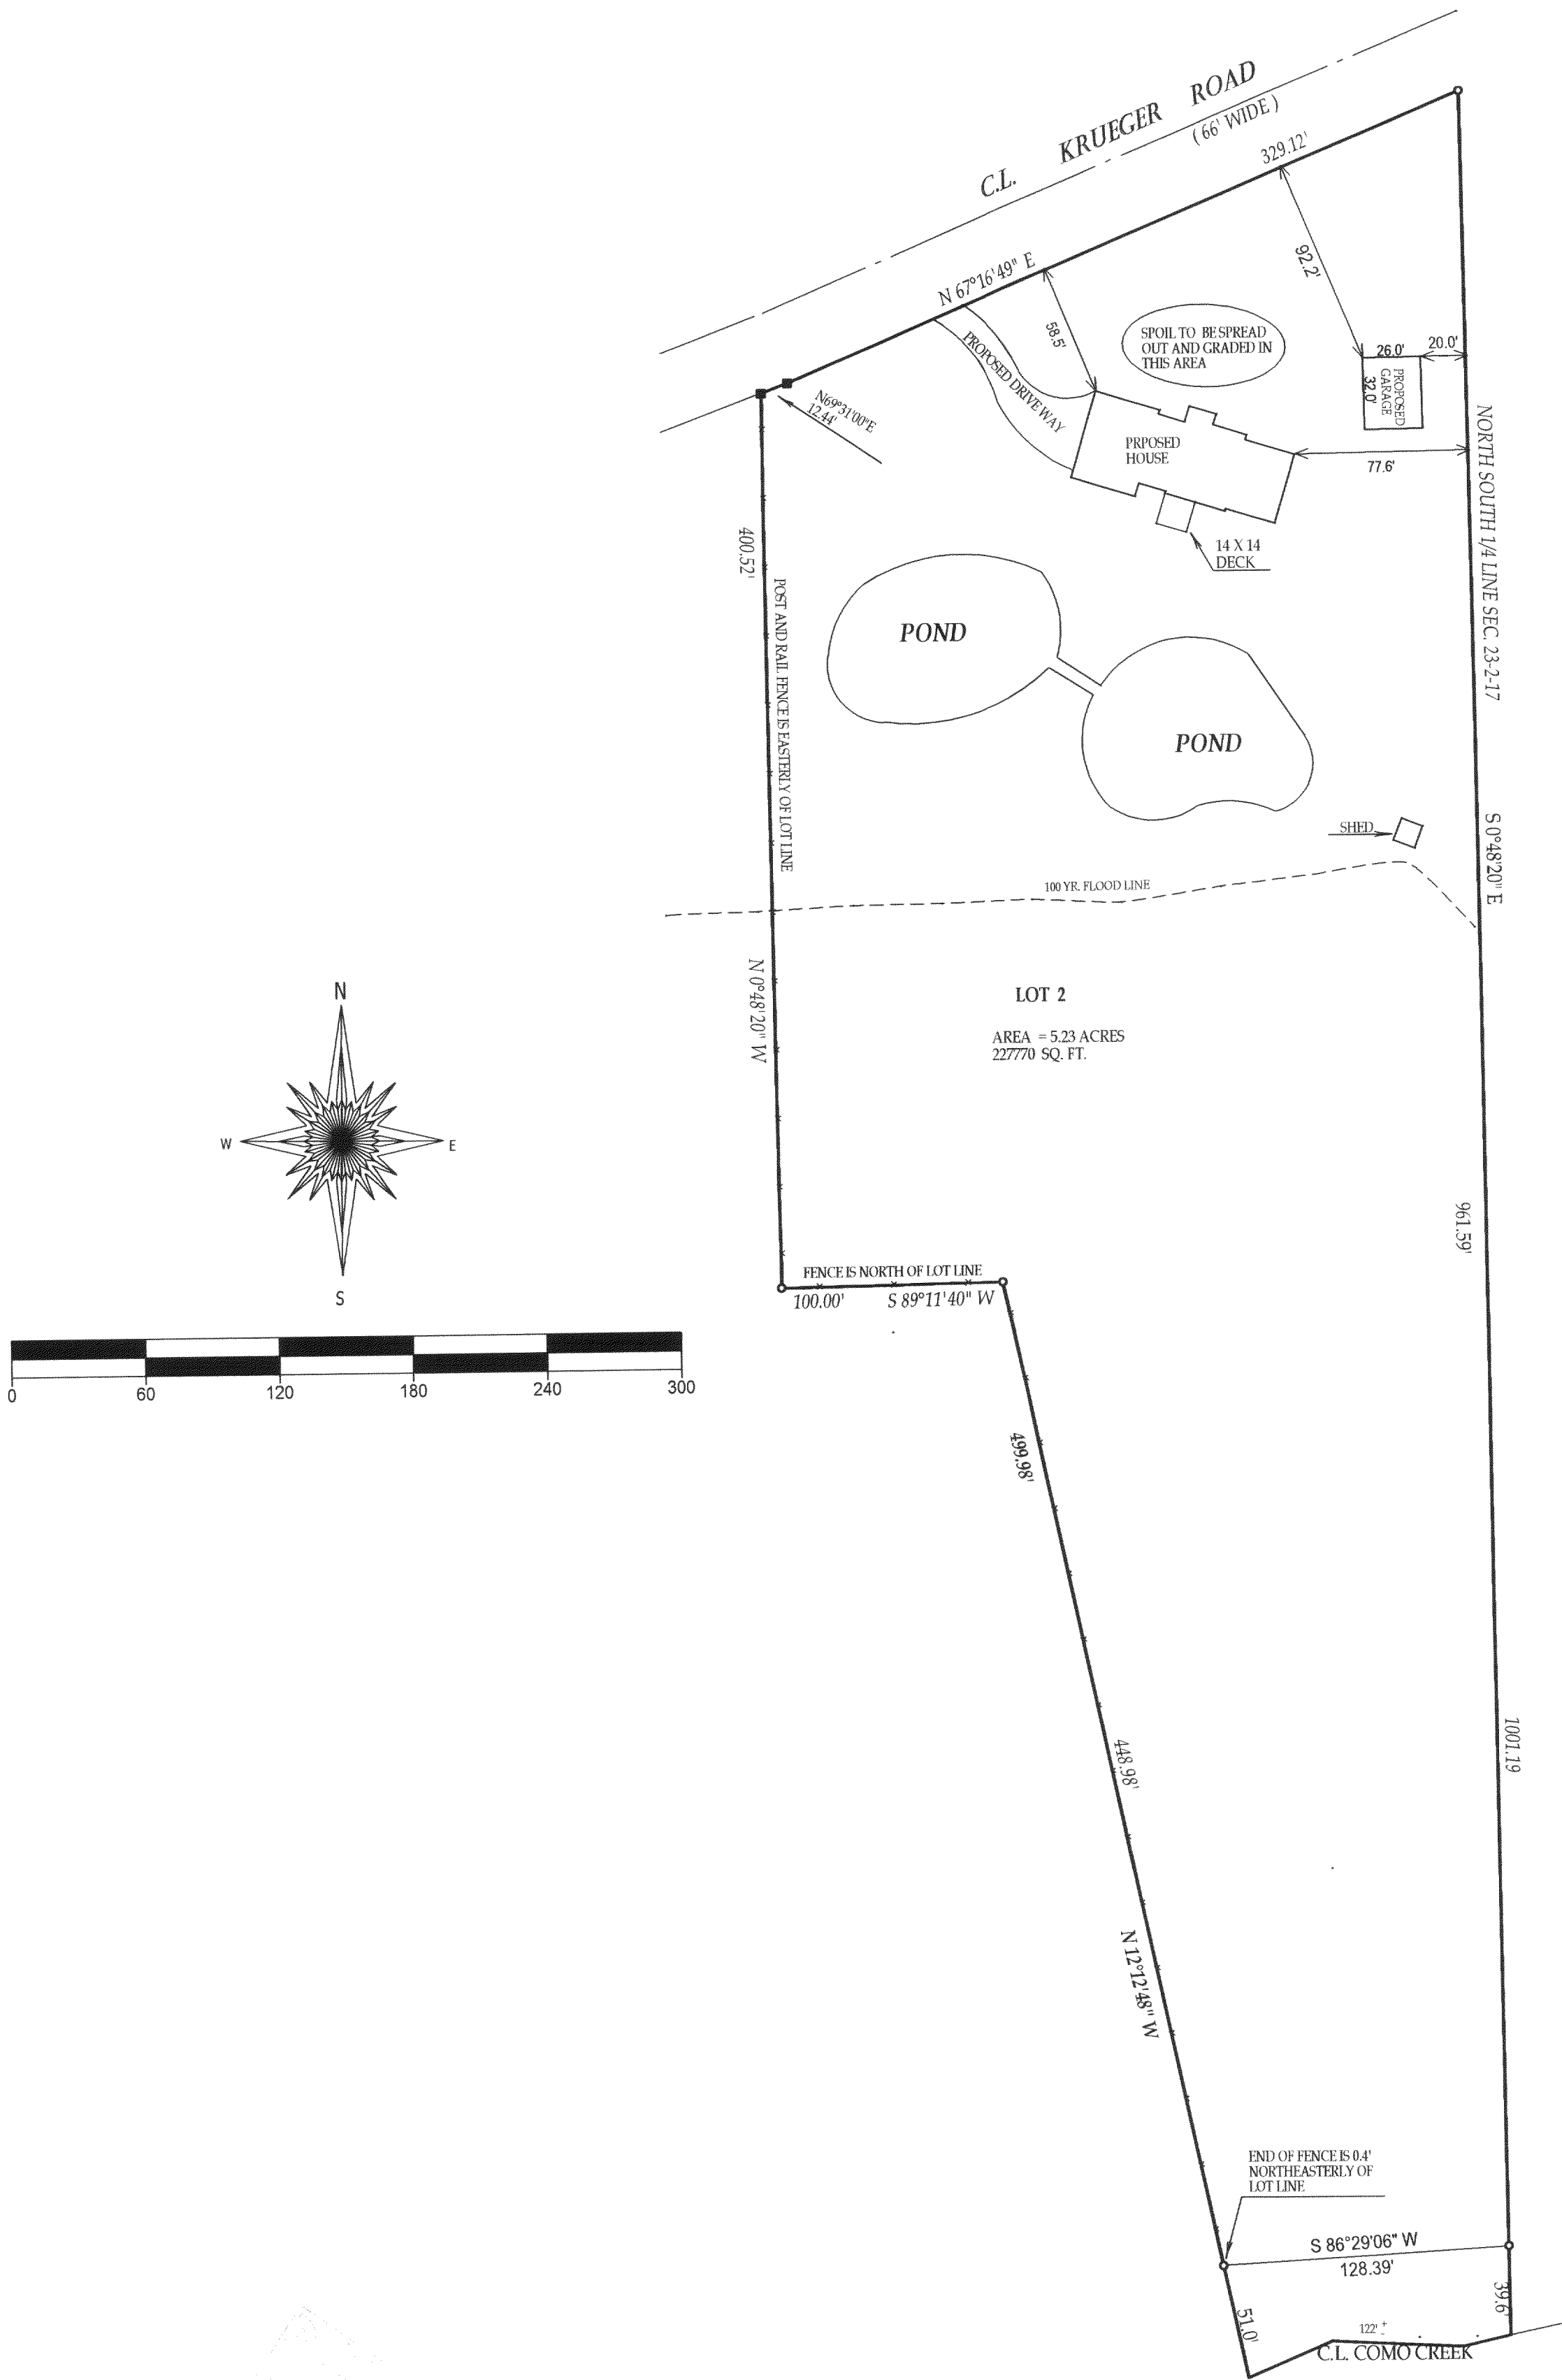 C.L. KRUEGER ROAD
( 66' WIDE )
329.12'
N 67°16'49" E
92.2'
58.5'
SPOIL TO BE SPREAD
OUT AND GRADED IN
THIS AREA
26.0'
20.0'
32.0'
PROPOSED
GARAGE
PROPOSED DRIVE WAY
N69°31'00"E
12.44'
PRPOSED
HOUSE
77.6'
NORTH SOUTH 1/4 LINE SEC. 23-2-17
14 X 14
DECK
400.52'
POST AND RAIL FENCE IS EASTERLY OF LOT LINE
POND
POND
SHED
S 0°48'20" E
100 YR. FLOOD LINE
N 0°48'20" W
LOT 2
AREA = 5.23 ACRES
227770 SQ. FT.
N
W
E
S
961.59'
FENCE IS NORTH OF LOT LINE
100.00' S 89°11'40" W
0 60 120 180 240 300
499.98'
448.98'
1001.19
N 12°12'48" W
END OF FENCE IS 0.4'
NORTHEASTERLY OF
LOT LINE
S 86°29'06" W
128.39'
39.6'
51.0'
122' ±
C.L. COMO CREEK